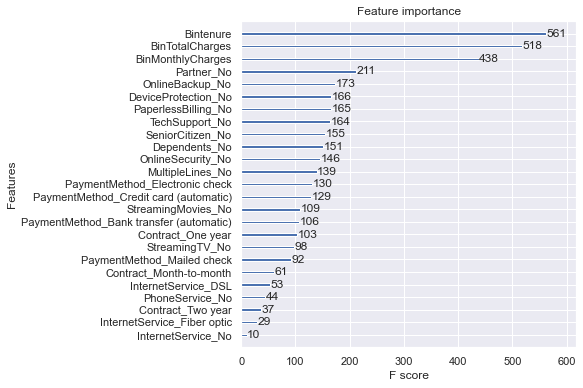 Feature importance
Features
Bintenure 561
BinTotalCharges 518
BinMonthlyCharges 438
Partner_No 211
OnlineBackup_No 173
DeviceProtection_No 166
PaperlessBilling_No 165
TechSupport_No 164
SeniorCitizen_No 155
Dependents_No 151
OnlineSecurity_No 146
MultipleLines_No 139
PaymentMethod_Electronic check 130
PaymentMethod_Credit card (automatic) 129
StreamingMovies_No 109
PaymentMethod_Bank transfer (automatic) 106
Contract_One year 103
StreamingTV_No 98
PaymentMethod_Mailed check 92
Contract_Month-to-month 61
InternetService_DSL 53
PhoneService_No 44
Contract_Two year 37
InternetService_Fiber optic 29
InternetService_No 10
0 100 200 300 400 500 600
F score